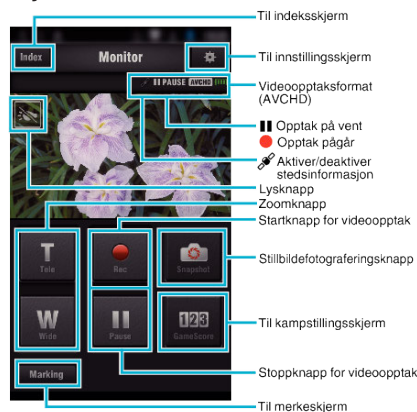 Til indeksskjerm
Index
Monitor
Til innstillingsskjerm
II PAUSE AVCHD
Videoopptaksformat
(AVCHD)
Opptak på vent
Opptak pågår
Aktiver/deaktiver
stedsinformasjon
Lysknapp
Zoomknapp
Startknapp for videoopptak
T
Tele
Rec
Snapshot
Stillbildefotograferingsknapp
W
Wide
Pause
123
GameScore
Til kampstillingsskjerm
Marking
Stoppknapp for videoopptak
Til merkeskjerm